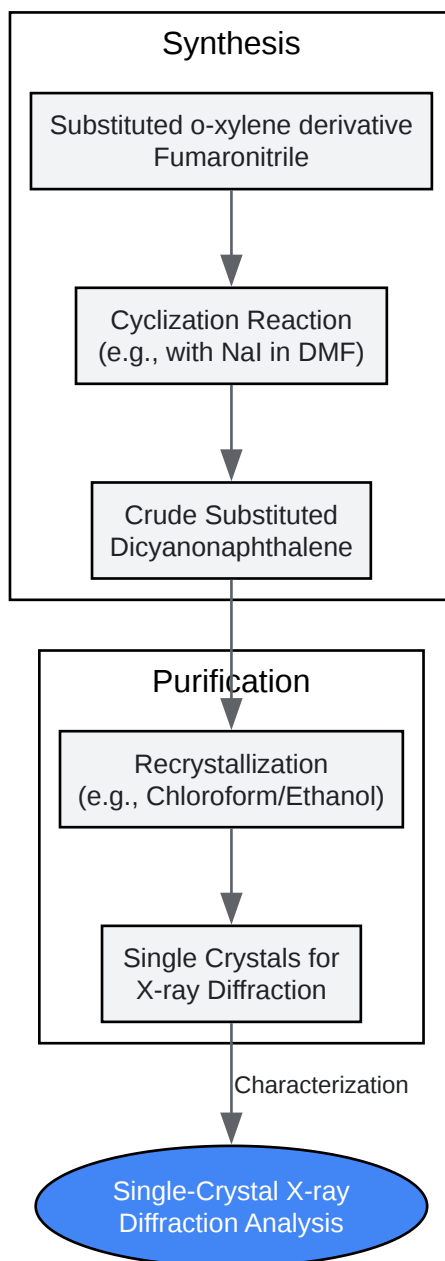 Synthesis
Substituted o-xylene derivative
Fumaronitrile
Cyclization Reaction
(e.g., with NaI in DMF)
Crude Substituted
Dicyanonaphthalene
Purification
Recrystallization
(e.g., Chloroform/Ethanol)
Single Crystals for
X-ray Diffraction
Characterization
Single-Crystal X-ray
Diffraction Analysis